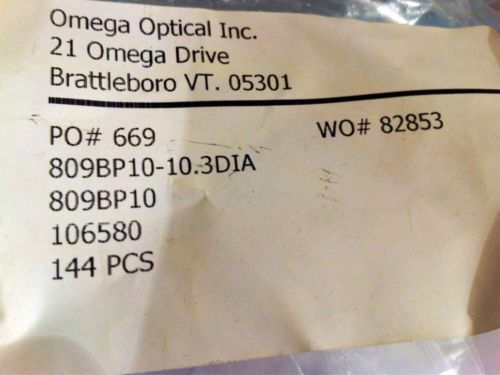 Omega Optical Inc.
21 Omega Drive
Brattleboro VT. 05301
PO# 669 WO# 82853
809BP10-10.3DIA
809BP10
106580
144 PCS